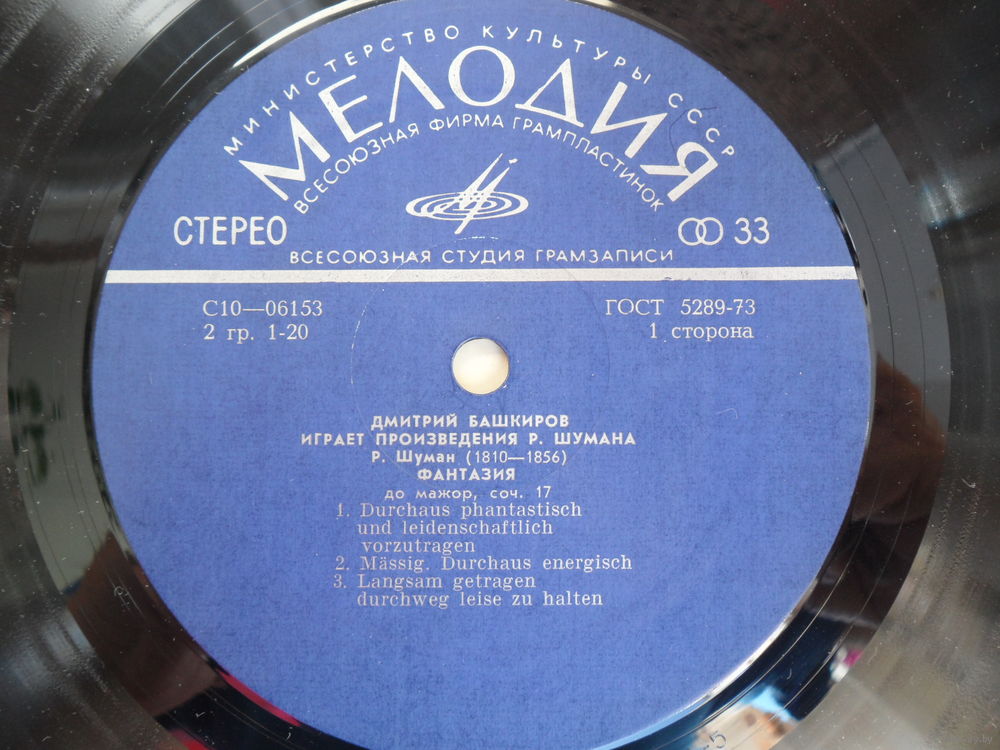 МИНИСТЕРСТВО КУЛЬТУРЫ СССР
МЕЛОДИЯ
ВСЕСОЮЗНАЯ ФИРМА ГРАМПЛАСТИНОК
СТЕРЕО
33
ВСЕСОЮЗНАЯ СТУДИЯ ГРАМЗАПИСИ
С10—06153
ГОСТ 5289-73
2 гр. 1-20
1 сторона
ДМИТРИЙ БАШКИРОВ
ИГРАЕТ ПРОИЗВЕДЕНИЯ Р. ШУМАНА
Р. Шуман (1810—1856)
ФАНТАЗИЯ
до мажор, соч. 17
1. Durchaus phantastisch
und leidenschaftlich
vorzutragen
2. Mässig. Durchaus energisch
3. Langsam getragen
durchweg leise zu halten